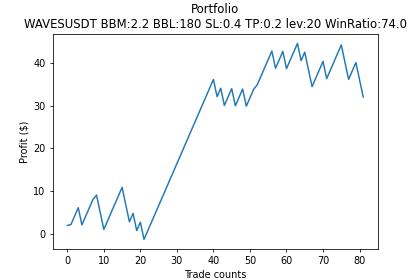 Portfolio
WAVESUSDT BBM:2.2 BBL:180 SL:0.4 TP:0.2 lev:20 WinRatio:74.0
Profit ($)
40
30
20
10
0
0 10 20 30 40 50 60 70 80
Trade counts